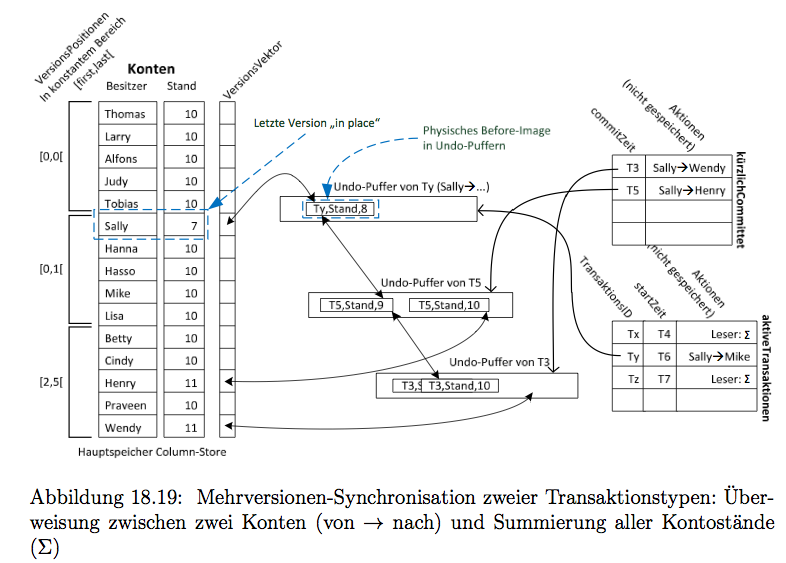 VersionsPositionen
In konstantem Bereich
[first,last[
Konten
Besitzer Stand
VersionsVektor
[0,0[
[0,1[
[2,5[
Thomas 10
Larry 10
Alfons 10
Judy 10
Tobias 10
Sally 7
Hanna 10
Hasso 10
Mike 10
Lisa 10
Betty 10
Cindy 10
Henry 11
Praveen 10
Wendy 11
Hauptspeicher Column-Store
Letzte Version „in place“
Physisches Before-Image
in Undo-Puffern
Undo-Puffer von Ty (Sally→...)
Ty,Stand,8
Undo-Puffer von T5
T5,Stand,9 T5,Stand,10
Undo-Puffer von T3
T3,S T3,Stand,10
commitZeit
Aktionen
(nicht gespeichert)
T3 Sally→Wendy
T5 Sally→Henry
kürzlichCommittet
TransaktionsID
startZeit
Aktionen
(nicht gespeichert)
Tx T4 Leser: Σ
Ty T6 Sally→Mike
Tz T7 Leser: Σ
aktiveTransaktionen
Abbildung 18.19: Mehrversionen-Synchronisation zweier Transaktionstypen: Über-
weisung zwischen zwei Konten (von → nach) und Summierung aller Kontostände
(Σ)